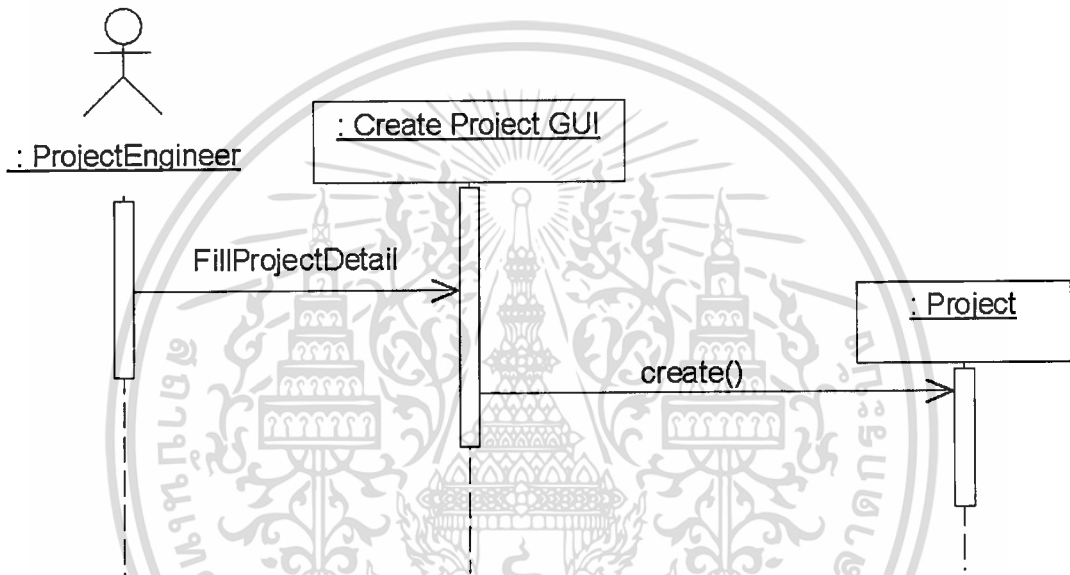 : Create Project GUI
: ProjectEngineer
FillProjectDetail
: Project
create()